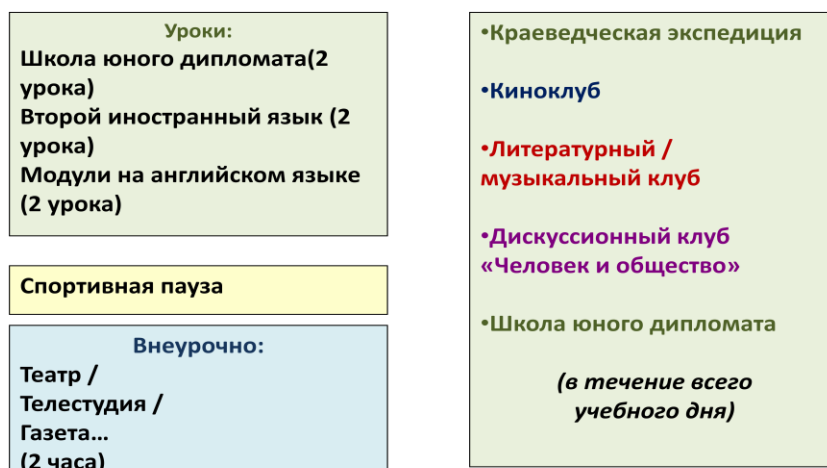 Уроки:
Школа юного дипломата(2
урока)
Второй иностранный язык (2
урока)
Модули на английском языке
(2 урока)
Спортивная пауза
Внеурочно:
Театр /
Телестудия /
Газета...
(2 часа)
•Краеведческая экспедиция
•Киноклуб
•Литературный /
музыкальный клуб
•Дискуссионный клуб
«Человек и общество»
•Школа юного дипломата
(в течение всего
учебного дня)